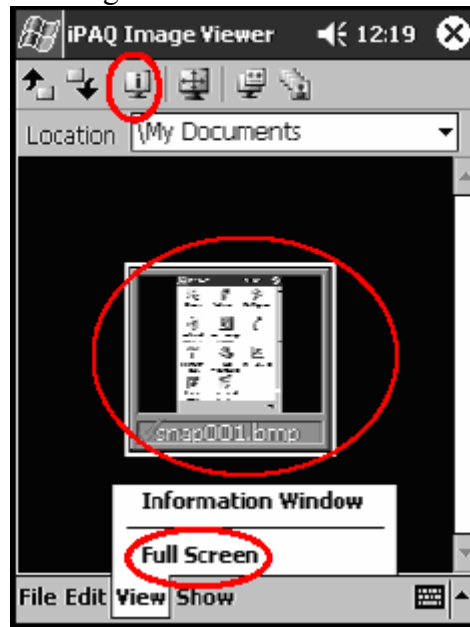 iPAQ Image Viewer 12:19
Location \My Documents
snap001.bmp
Information Window
Full Screen
File Edit View Show